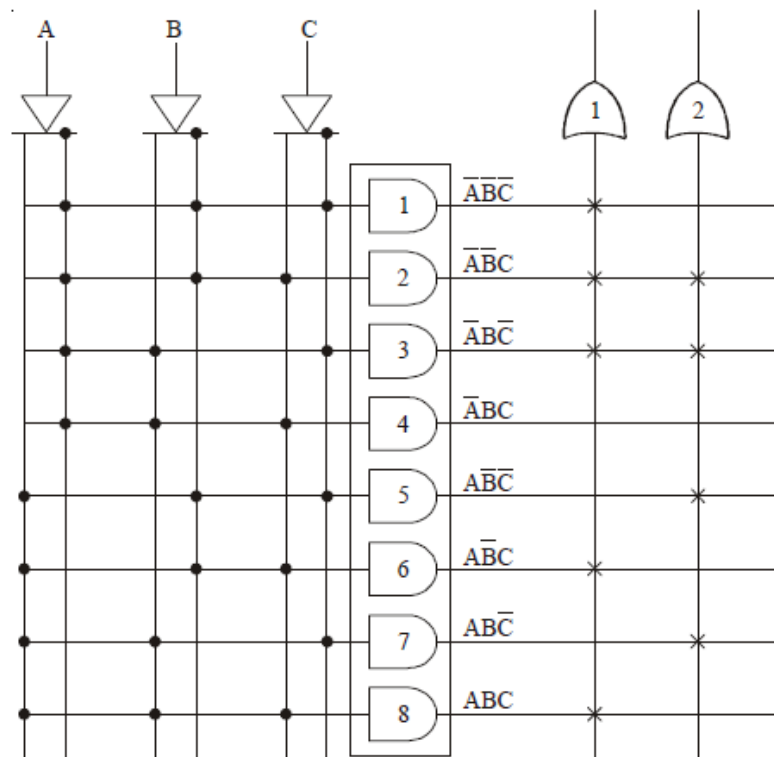 A B C
1 2
1 A̅B̅C̅
2 A̅B̅C
3 A̅BC̅
4 A̅BC
5 AB̅C̅
6 AB̅C
7 ABC̅
8 ABC